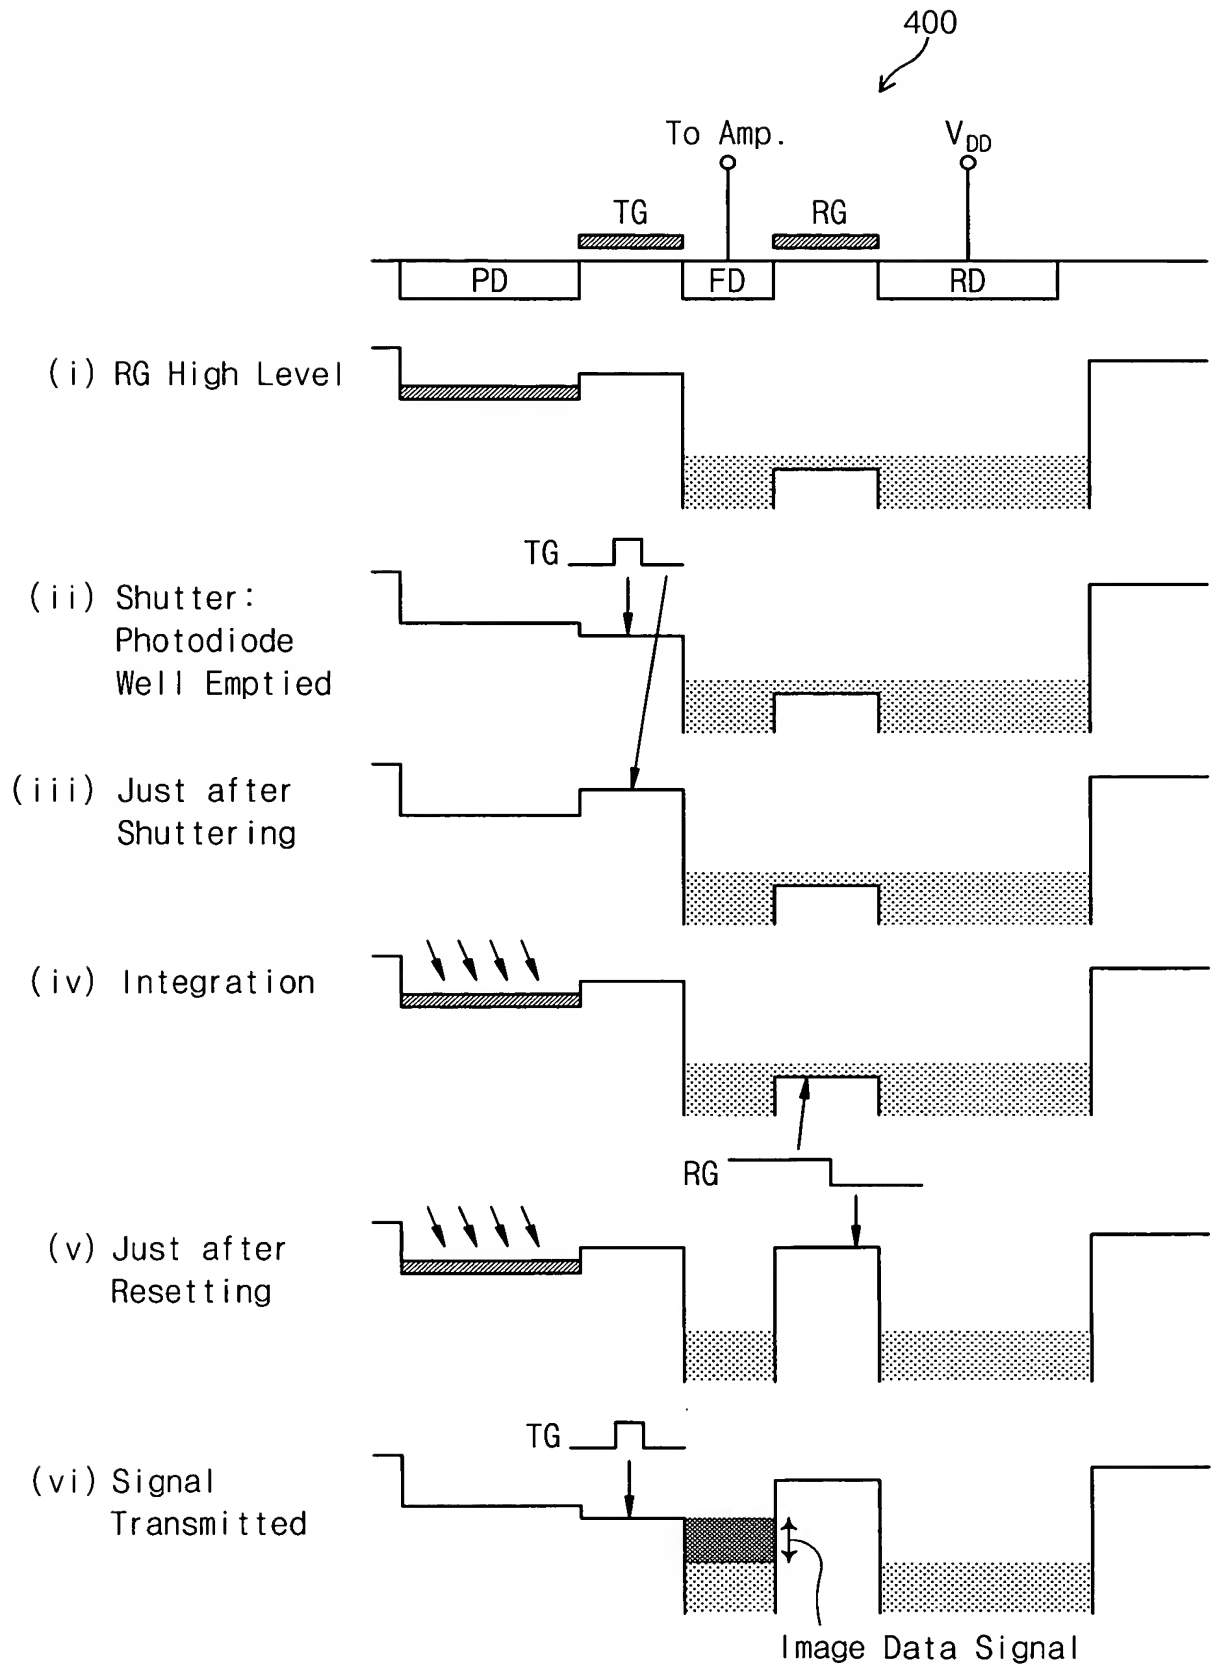 400
To Amp.
VDD
TG
RG
PD
FD
RD
(i) RG High Level
TG
(ii) Shutter:
Photodiode
Well Emptied
(iii) Just after
Shuttering
(iv) Integration
RG
(v) Just after
Resetting
TG
(vi) Signal
Transmitted
Image Data Signal